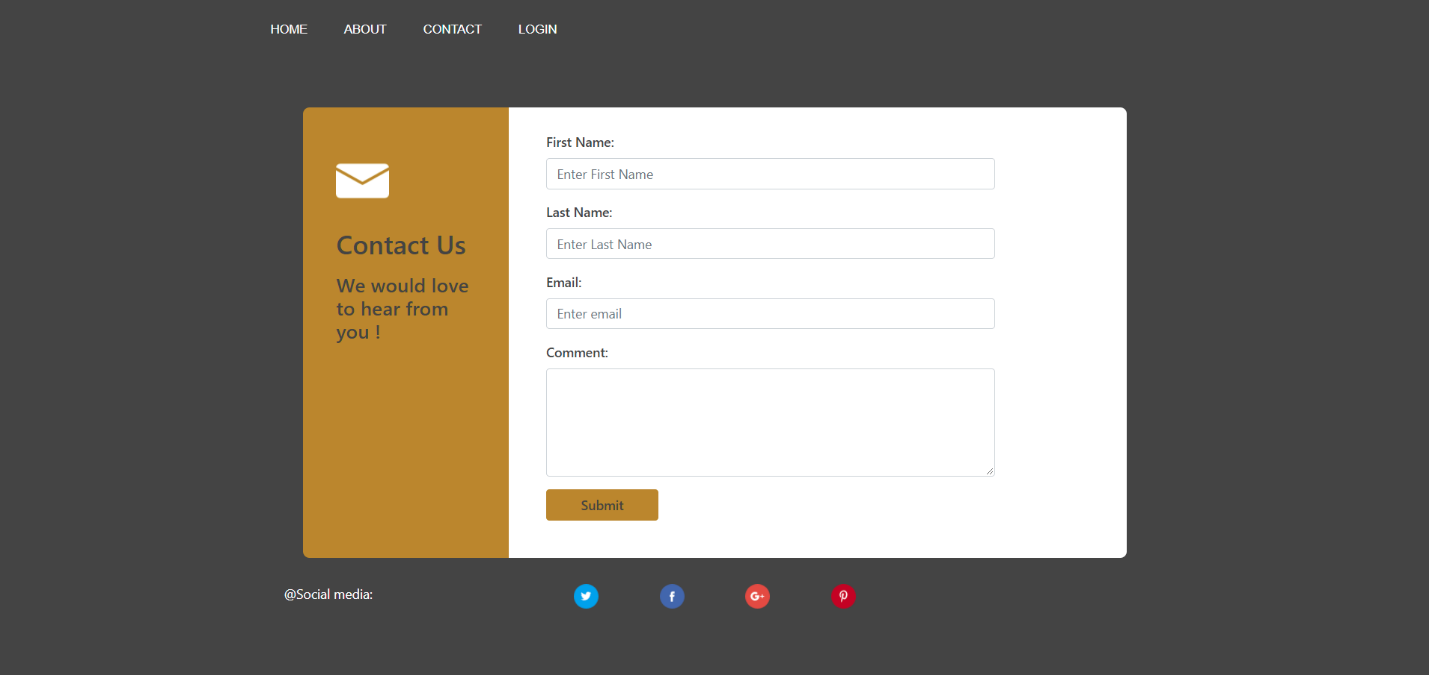 HOME ABOUT CONTACT LOGIN
Contact Us
We would love
to hear from
you !
First Name:
Enter First Name
Last Name:
Enter Last Name
Email:
Enter email
Comment:
Submit
@Social media:
f
G+